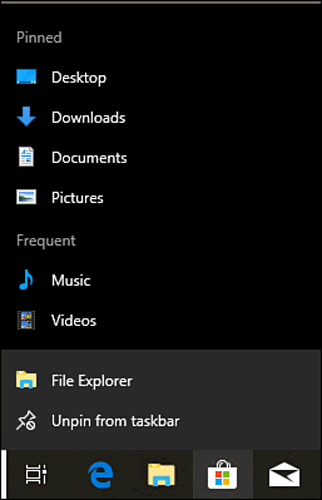 Pinned
Desktop
Downloads
Documents
Pictures
Frequent
Music
Videos
File Explorer
Unpin from taskbar